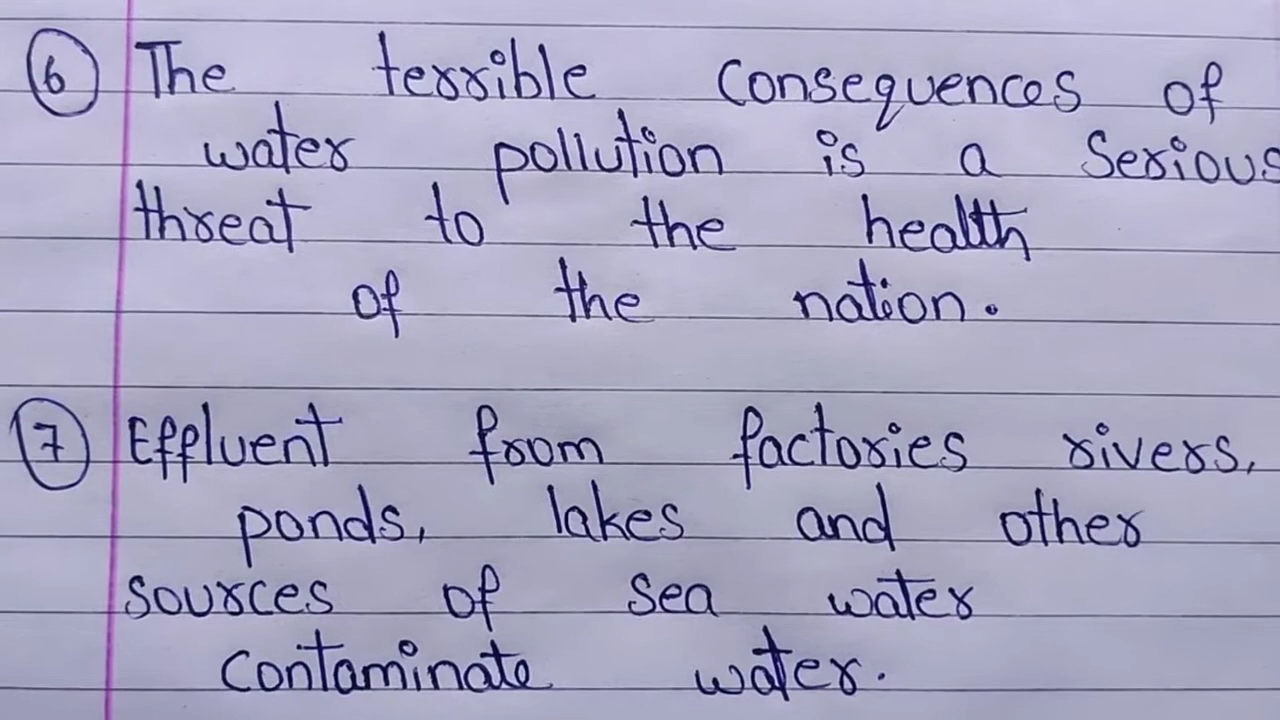 6 The terrible consequences of
water pollution is a Serious
threat to the health
of the nation.
7 Effluent from factories rivers,
ponds, lakes and other
sources of sea water
contaminate water.